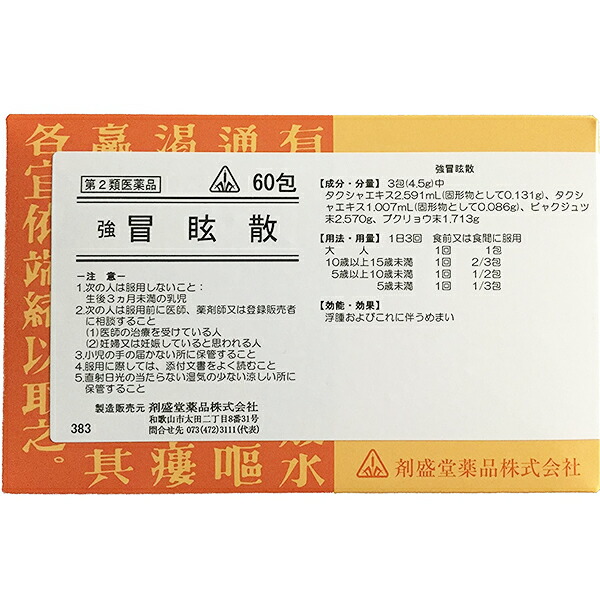 第2類医薬品
60包
強 冒眩散
ー注 意ー
1.次の人は服用しないこと：
生後3ヵ月未満の乳児
2.次の人は服用前に医師、薬剤師又は登録販売者
に相談すること
(1)医師の治療を受けている人
(2)妊婦又は妊娠していると思われる人
3.小児の手の届かない所に保管すること
4.服用に際しては、添付文書をよく読むこと
5.直射日光の当たらない湿気の少ない涼しい所に
保管すること
製造販売元 剤盛堂薬品株式会社
和歌山市太田二丁目8番31号
問合せ先 073(472)3111(代表)
383
強冒眩散
【成分・分量】3包(4.5g)中
タクシャエキス2.591mL(固形物として0.131g)、タクシ
ャエキス1.007mL(固形物として0.086g)、ビャクジュツ
末2.570g、ブクリョウ末1.713g
【用法・用量】1日3回 食前又は食間に服用
大人 1回 1包
10歳以上15歳未満 1回 2/3包
5歳以上10歳未満 1回 1/2包
5歳未満 1回 1/3包
【効能・効果】
浮腫およびこれに伴うめまい
有
水
通
嘔
渇
瘻
羸
其
各宜依端緒以取之。
剤盛堂薬品株式会社